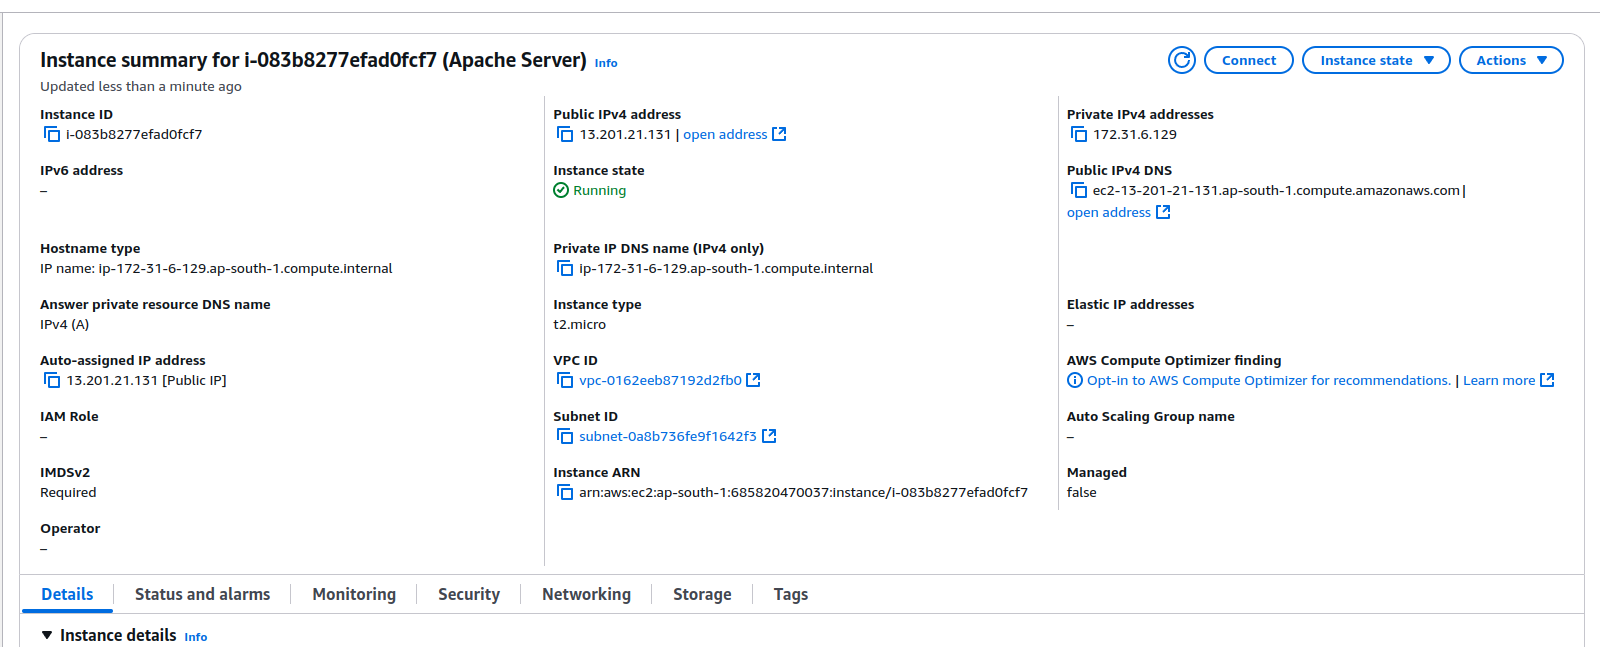 Instance summary for i-083b8277efad0fcf7 (Apache Server) Info
Connect
Instance state
Actions
Updated less than a minute ago
Instance ID
i-083b8277efad0fcf7
Public IPv4 address
13.201.21.131 | open address
Private IPv4 addresses
172.31.6.129
IPv6 address
–
Instance state
Running
Public IPv4 DNS
ec2-13-201-21-131.ap-south-1.compute.amazonaws.com |
open address
Hostname type
IP name: ip-172-31-6-129.ap-south-1.compute.internal
Private IP DNS name (IPv4 only)
ip-172-31-6-129.ap-south-1.compute.internal
Answer private resource DNS name
IPv4 (A)
Instance type
t2.micro
Elastic IP addresses
–
Auto-assigned IP address
13.201.21.131 [Public IP]
VPC ID
vpc-0162eeb87192d2fb0
AWS Compute Optimizer finding
Opt-in to AWS Compute Optimizer for recommendations. | Learn more
IAM Role
–
Subnet ID
subnet-0a8b736fe9f1642f3
Auto Scaling Group name
–
IMDSv2
Required
Instance ARN
arn:aws:ec2:ap-south-1:685820470037:instance/i-083b8277efad0fcf7
Managed
false
Operator
–
Details
Status and alarms
Monitoring
Security
Networking
Storage
Tags
Instance details Info